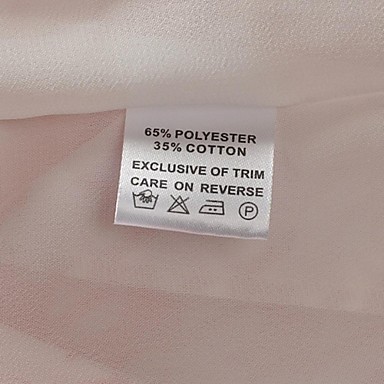 65% POLYESTER
35% COTTON
EXCLUSIVE OF TRIM
CARE ON REVERSE
P